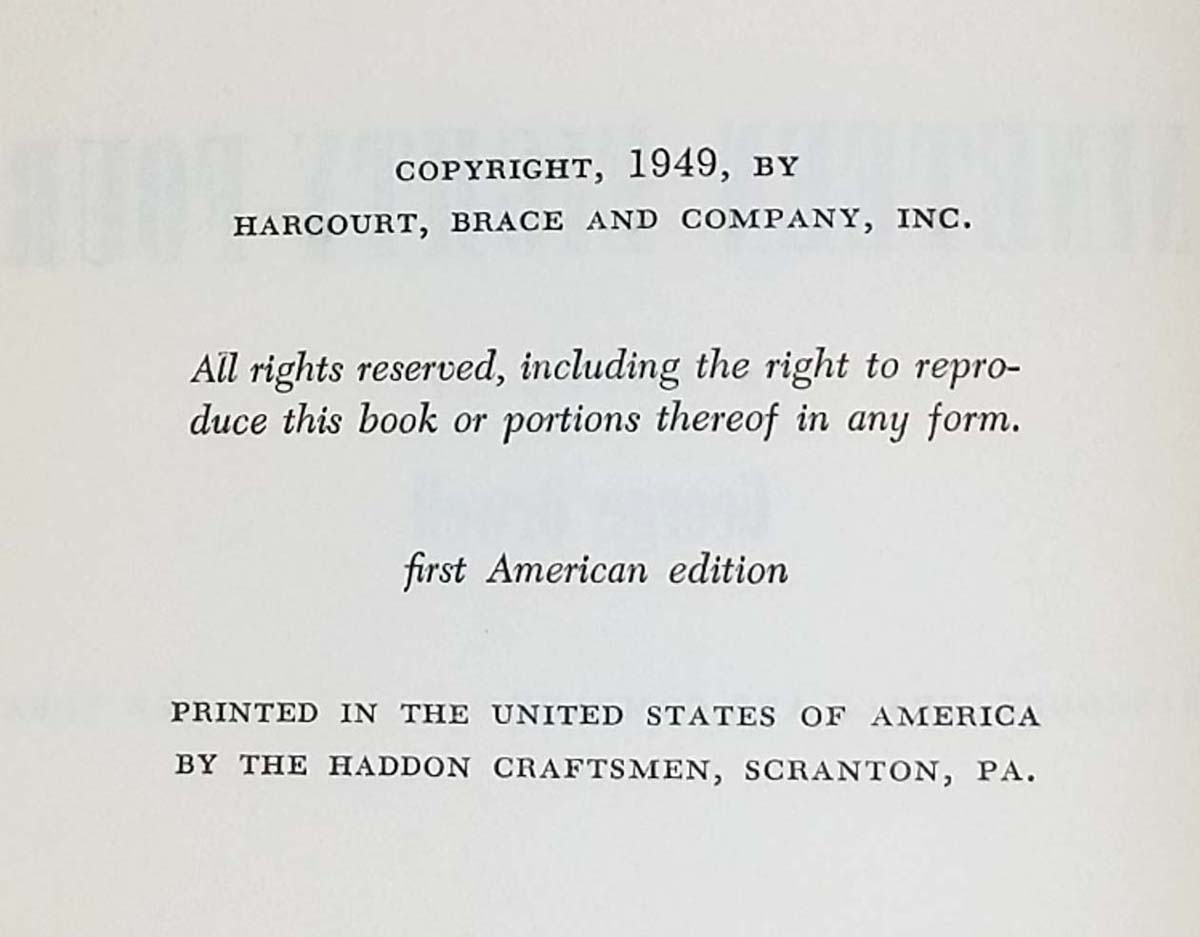 COPYRIGHT, 1949, BY
HARCOURT, BRACE AND COMPANY, INC.
All rights reserved, including the right to repro-
duce this book or portions thereof in any form.
first American edition
PRINTED IN THE UNITED STATES OF AMERICA
BY THE HADDON CRAFTSMEN, SCRANTON, PA.